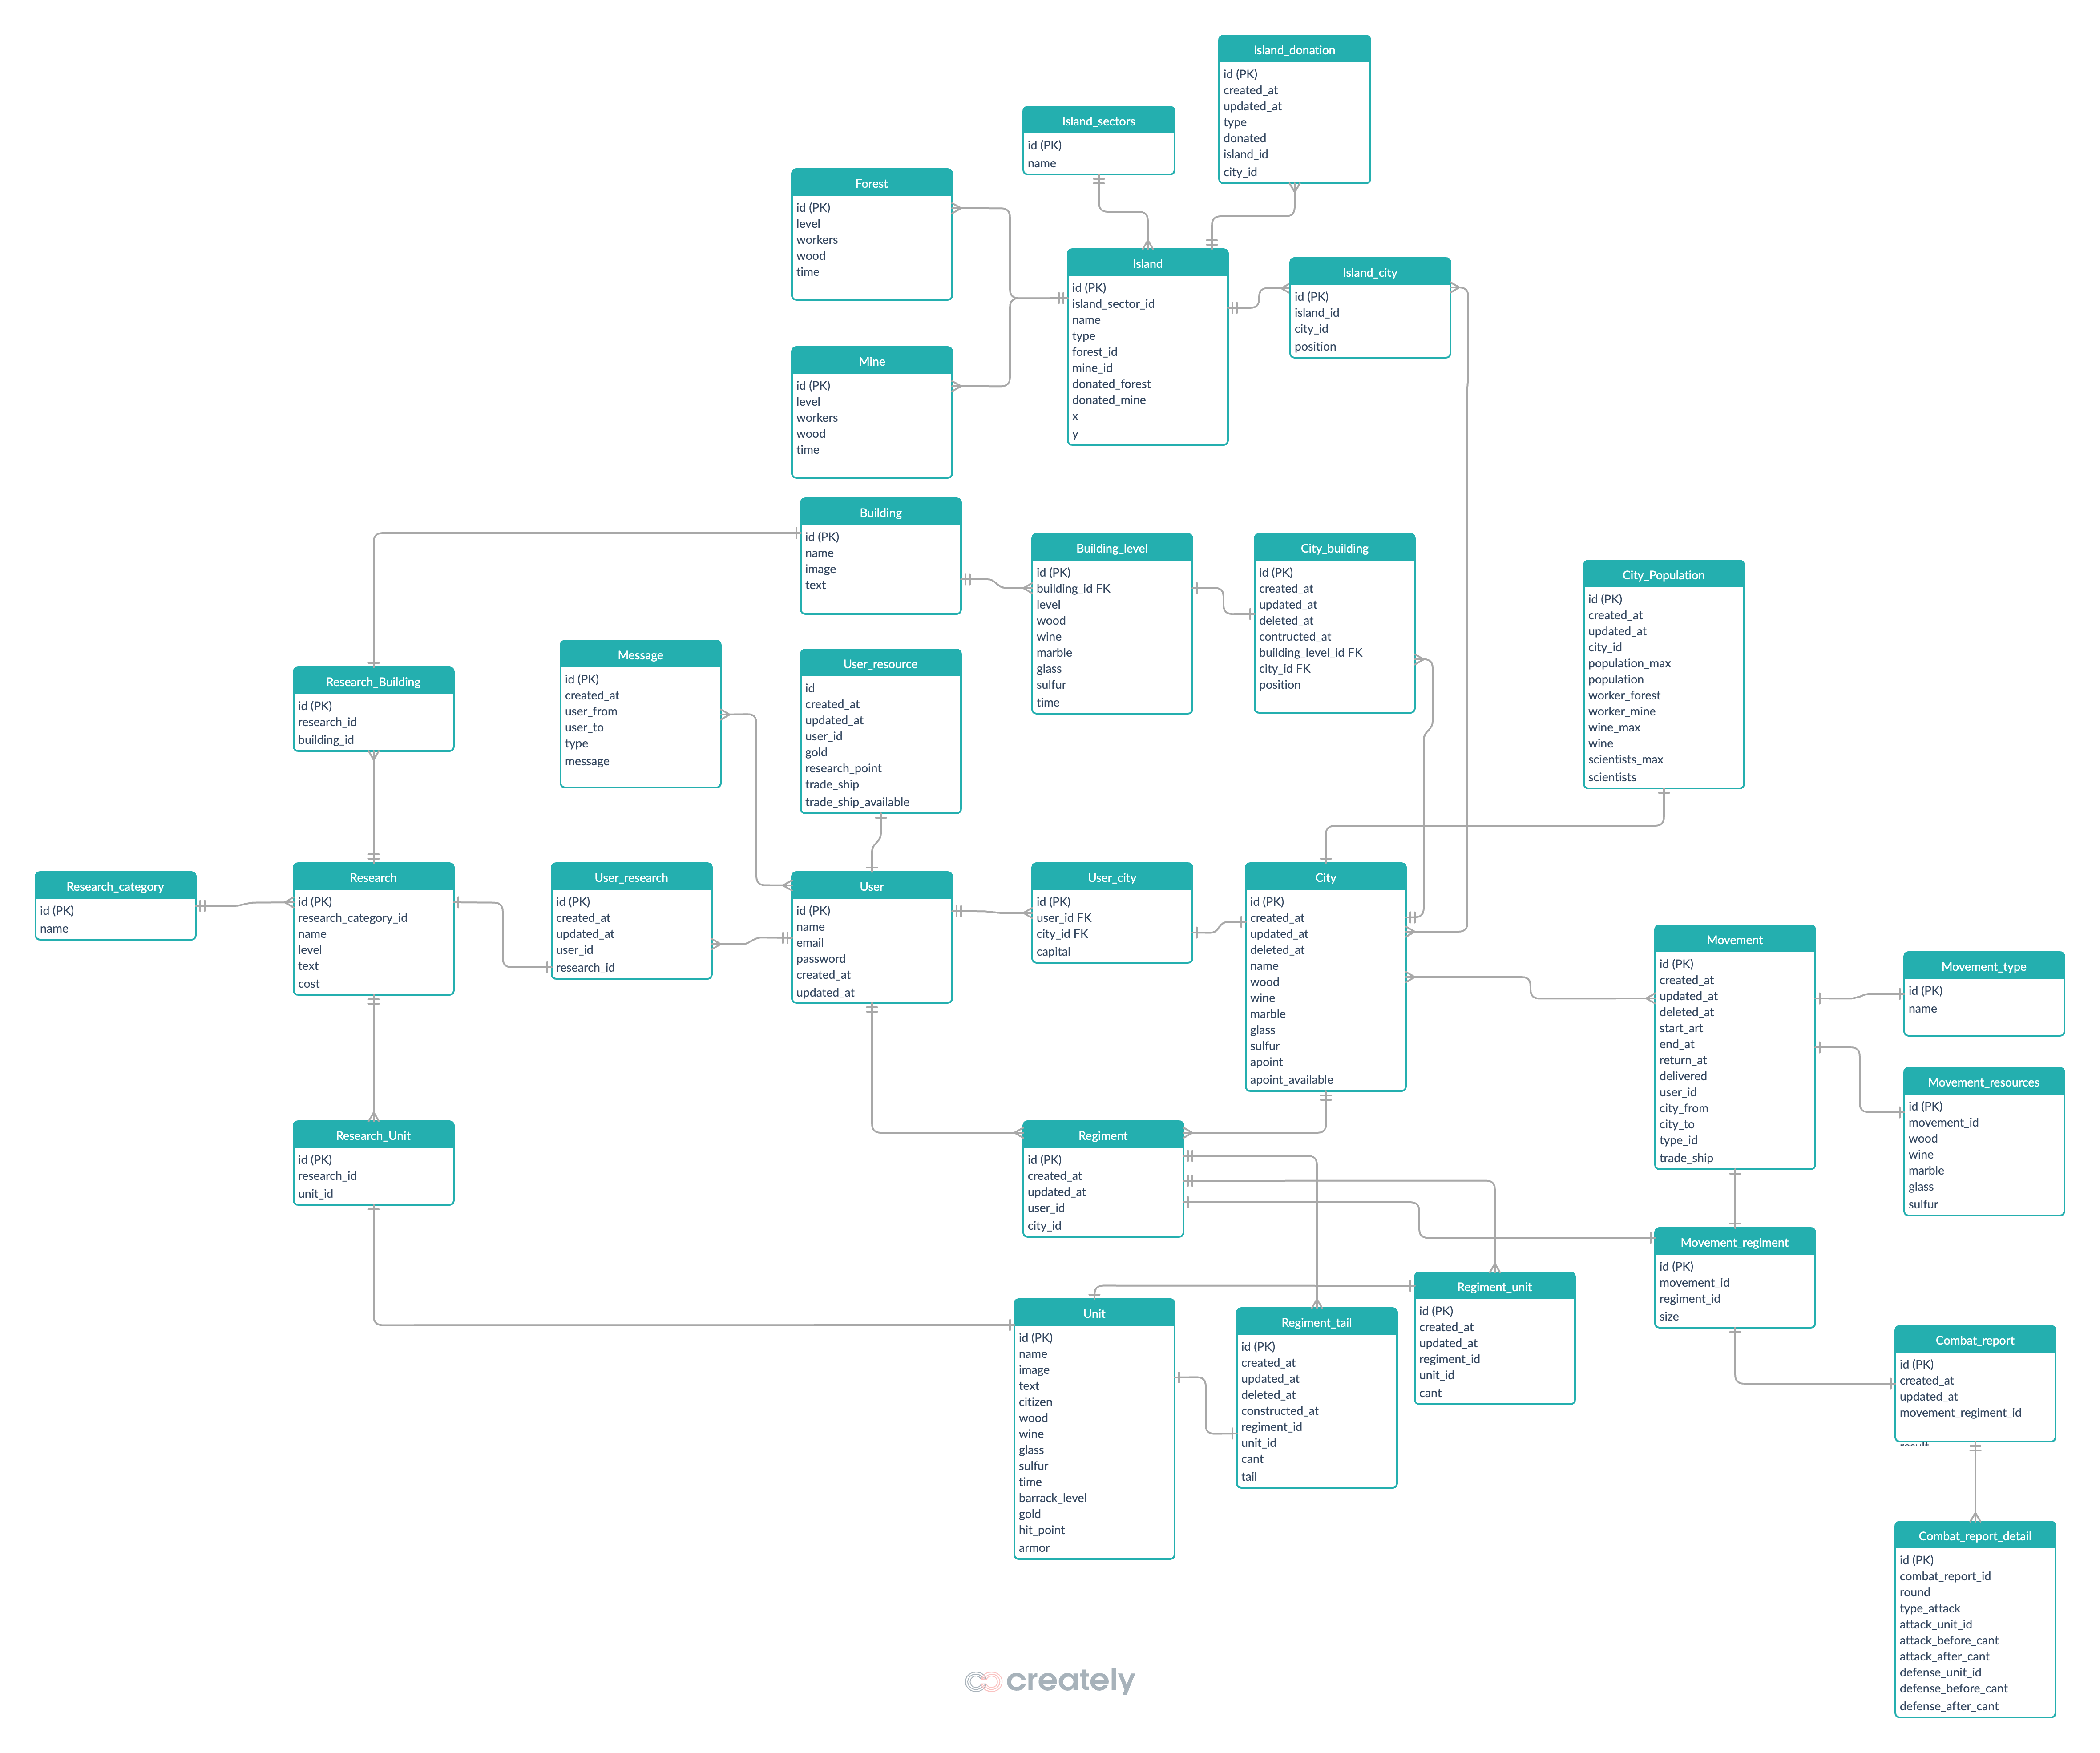 Island_donation
id (PK)
created_at
updated_at
type
donated
island_id
city_id
Island_sectors
id (PK)
name
Forest
id (PK)
level
workers
wood
time
Island
id (PK)
island_sector_id
name
type
forest_id
mine_id
donated_forest
donated_mine
x
y
Island_city
id (PK)
island_id
city_id
position
Mine
id (PK)
level
workers
wood
time
Building
id (PK)
name
image
text
Building_level
id (PK)
building_id FK
level
wood
wine
marble
glass
sulfur
time
City_building
id (PK)
created_at
updated_at
deleted_at
contructed_at
building_level_id FK
city_id FK
position
City_Population
id (PK)
created_at
updated_at
city_id
population_max
population
worker_forest
worker_mine
wine_max
wine
scientists_max
scientists
Message
id (PK)
created_at
user_from
user_to
type
message
User_resource
id
created_at
updated_at
user_id
gold
research_point
trade_ship
trade_ship_available
Research_Building
id (PK)
research_id
building_id
Research_category
id (PK)
name
Research
id (PK)
research_category_id
name
level
text
cost
User_research
id (PK)
created_at
updated_at
user_id
research_id
User
id (PK)
name
email
password
created_at
updated_at
User_city
id (PK)
user_id FK
city_id FK
capital
City
id (PK)
created_at
updated_at
deleted_at
name
wood
wine
marble
glass
sulfur
apoint
apoint_available
Movement
id (PK)
created_at
updated_at
deleted_at
start_art
end_at
return_at
delivered
user_id
city_from
city_to
type_id
trade_ship
Movement_type
id (PK)
name
Movement_resources
id (PK)
movement_id
wood
wine
marble
glass
sulfur
Research_Unit
id (PK)
research_id
unit_id
Regiment
id (PK)
created_at
updated_at
user_id
city_id
Movement_regiment
id (PK)
movement_id
regiment_id
size
Regiment_unit
id (PK)
created_at
updated_at
regiment_id
unit_id
cant
Unit
id (PK)
name
image
text
citizen
wood
wine
glass
sulfur
time
barrack_level
gold
hit_point
armor
Regiment_tail
id (PK)
created_at
updated_at
deleted_at
constructed_at
regiment_id
unit_id
cant
tail
Combat_report
id (PK)
created_at
updated_at
movement_regiment_id
Combat_report_detail
id (PK)
combat_report_id
round
type_attack
attack_unit_id
attack_before_cant
attack_after_cant
defense_unit_id
defense_before_cant
defense_after_cant
creately